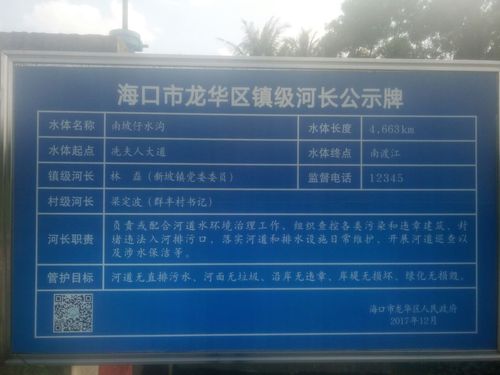 海口市龙华区镇级河长公示牌
水体名称 南坡仔水沟 水体长度 4,663km
水体起点 冼夫人大道 水体终点 南渡江
镇级河长 林 磊（新坡镇党委委员） 监督电话 12345
村级河长 梁定波（群丰村书记）
河长职责 负责或配合河道水环境治理工作、组织查控各类污染和违章建筑、封
堵违法入河排污口，落实河道和排水设施日常维护、开展河道巡查以
及涉水保洁等。
管护目标 河道无直排污水、河面无垃圾、沿岸无违章、岸堤无损坏、绿化无损毁。
海口市龙华区人民政府
2017年12月